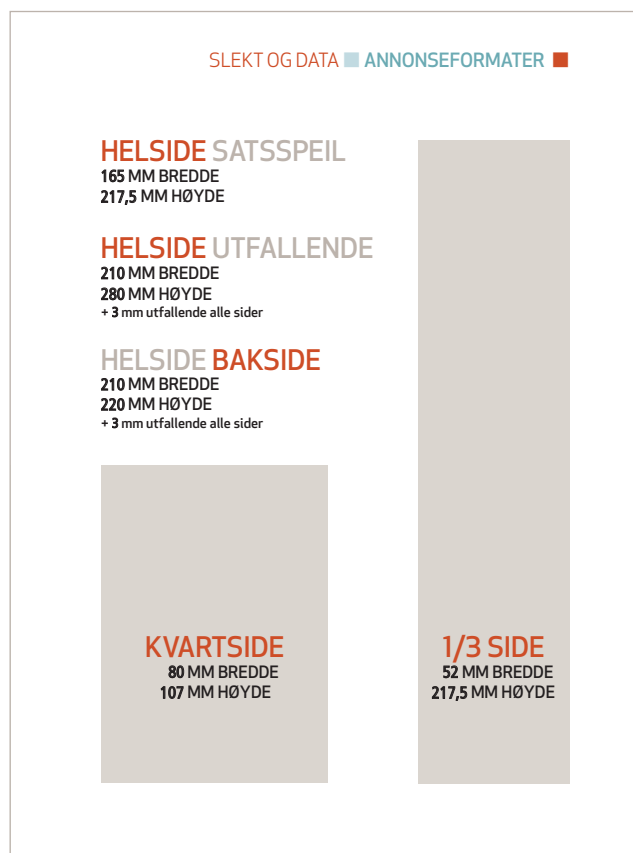 SLEKT OG DATA ANNONSEFORMATER
HELSIDE SATSSPEIL
165 MM BREDDE
217,5 MM HØYDE
HELSIDE UTFALLENDE
210 MM BREDDE
280 MM HØYDE
+ 3 mm utfallende alle sider
HELSIDE BAKSIDE
210 MM BREDDE
220 MM HØYDE
+ 3 mm utfallende alle sider
KVARTSIDE
80 MM BREDDE
107 MM HØYDE
1/3 SIDE
52 MM BREDDE
217,5 MM HØYDE